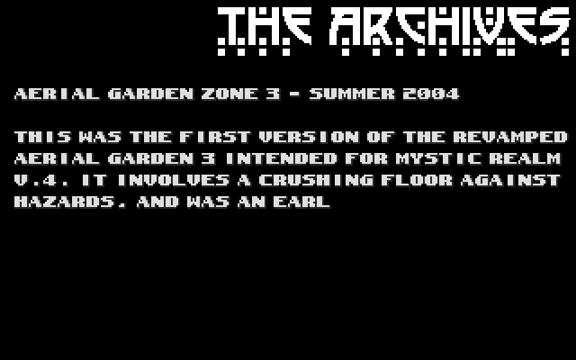 THE ARCHIVES
AERIAL GARDEN ZONE 3 - SUMMER 2004
THIS WAS THE FIRST VERSION OF THE REVAMPED
AERIAL GARDEN 3 INTENDED FOR MYSTIC REALM
V.4. IT INVOLVES A CRUSHING FLOOR AGAINST
HAZARDS, AND WAS AN EARL